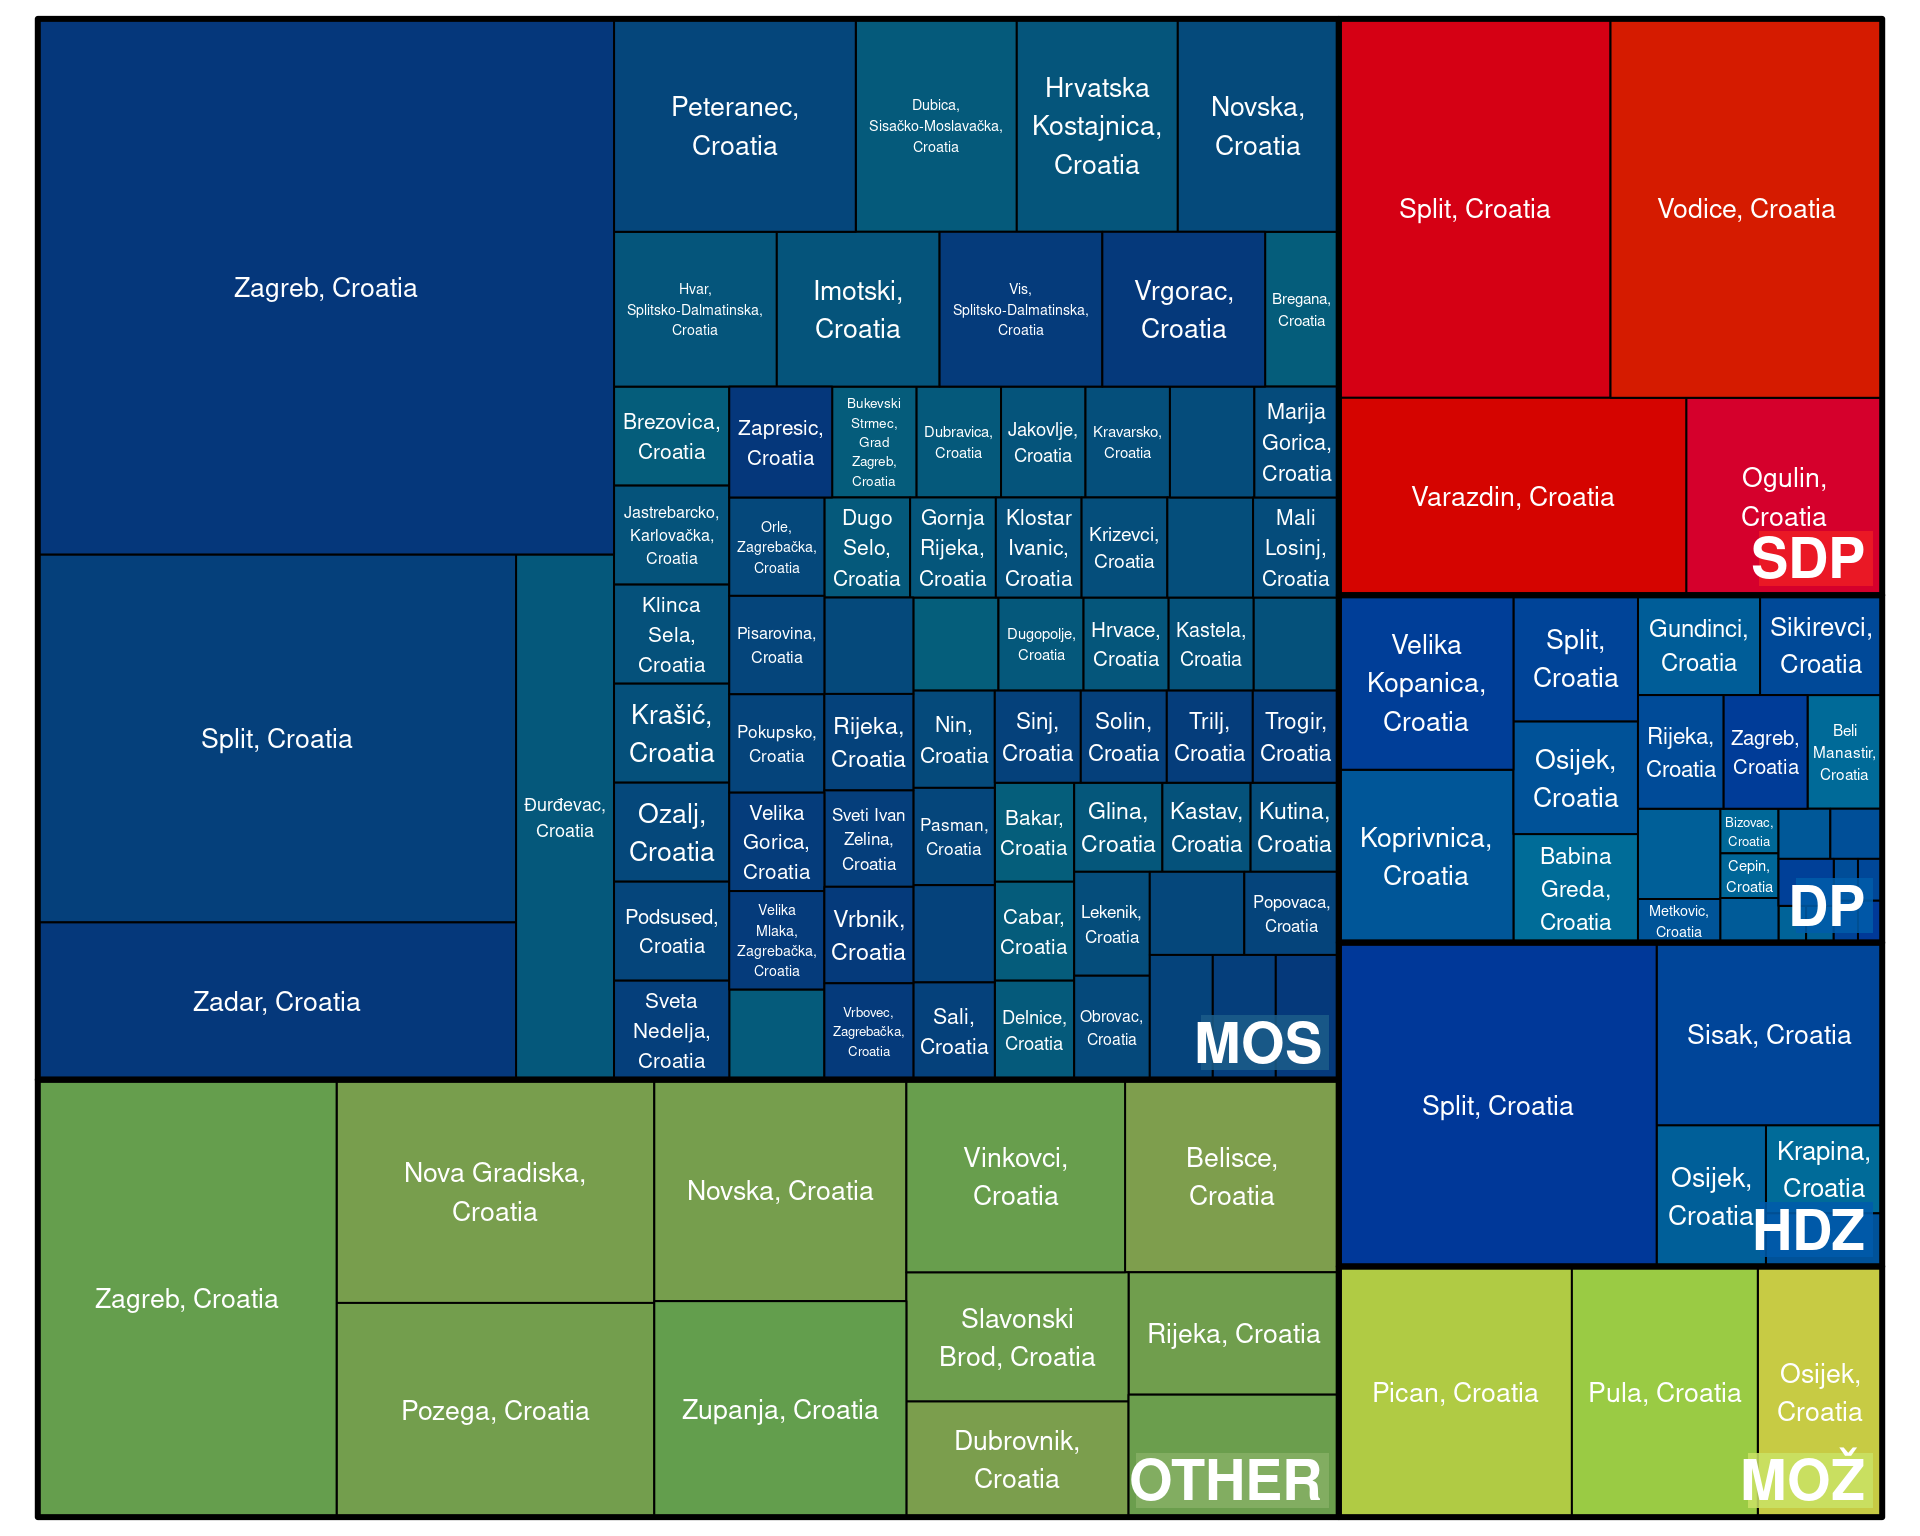 Zagreb, Croatia
Split, Croatia
Zadar, Croatia
Đurđevac,
Croatia
Peteranec,
Croatia
Dubica,
Sisačko-Moslavačka,
Croatia
Hrvatska
Kostajnica,
Croatia
Novska,
Croatia
Hvar,
Splitsko-Dalmatinska,
Croatia
Imotski,
Croatia
Vis,
Splitsko-Dalmatinska,
Croatia
Vrgorac,
Croatia
Bregana,
Croatia
Brezovica,
Croatia
Jastrebarcko,
Karlovačka,
Croatia
Klinca
Sela,
Croatia
Krašić,
Croatia
Ozalj,
Croatia
Podsused,
Croatia
Sveta
Nedelja,
Croatia
Zapresic,
Croatia
Orle,
Zagrebačka,
Croatia
Pisarovina,
Croatia
Pokupsko,
Croatia
Velika
Gorica,
Croatia
Velika
Mlaka,
Zagrebačka,
Croatia
Bukevski
Strmec,
Grad
Zagreb,
Croatia
Dubravica,
Croatia
Jakovlje,
Croatia
Kravarsko,
Croatia
Marija
Gorica,
Croatia
Dugo
Selo,
Croatia
Gornja
Rijeka,
Croatia
Klostar
Ivanic,
Croatia
Krizevci,
Croatia
Mali
Losinj,
Croatia
Rijeka,
Croatia
Sveti Ivan
Zelina,
Croatia
Vrbnik,
Croatia
Vrbovec,
Zagrebačka,
Croatia
Dugopolje,
Croatia
Hrvace,
Croatia
Kastela,
Croatia
Nin,
Croatia
Pasman,
Croatia
Sali,
Croatia
Sinj,
Croatia
Solin,
Croatia
Trilj,
Croatia
Trogir,
Croatia
Bakar,
Croatia
Cabar,
Croatia
Delnice,
Croatia
Glina,
Croatia
Kastav,
Croatia
Kutina,
Croatia
Lekenik,
Croatia
Obrovac,
Croatia
Popovaca,
Croatia
MOS
Zagreb, Croatia
Nova Gradiska,
Croatia
Pozega, Croatia
Novska, Croatia
Zupanja, Croatia
Vinkovci,
Croatia
Belisce,
Croatia
Slavonski
Brod, Croatia
Dubrovnik,
Croatia
Rijeka, Croatia
OTHER
Split, Croatia
Vodice, Croatia
Varazdin, Croatia
Ogulin,
Croatia
SDP
Velika
Kopanica,
Croatia
Koprivnica,
Croatia
Split,
Croatia
Osijek,
Croatia
Babina
Greda,
Croatia
Gundinci,
Croatia
Sikirevci,
Croatia
Rijeka,
Croatia
Zagreb,
Croatia
Beli
Manastir,
Croatia
Bizovac,
Croatia
Cepin,
Croatia
Metkovic,
Croatia
DP
Split, Croatia
Sisak, Croatia
Osijek,
Croatia
Krapina,
Croatia
HDZ
Pican, Croatia
Pula, Croatia
Osijek,
Croatia
MOŽ